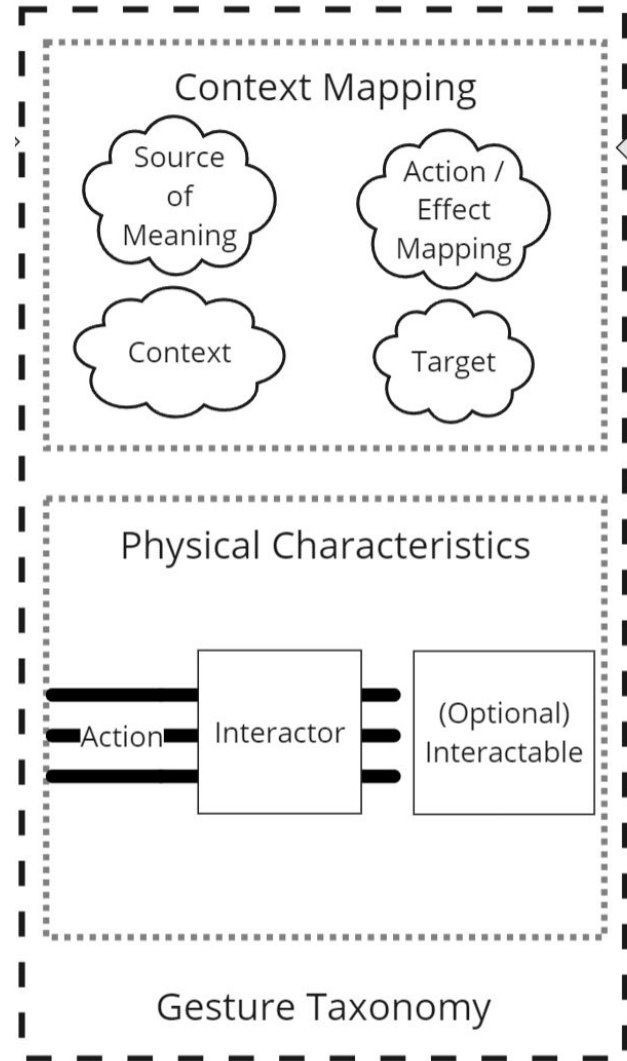 Context Mapping
Source
of
Meaning
Action /
Effect
Mapping
Context
Target
Physical Characteristics
Action
Interactor
(Optional)
Interactable
Gesture Taxonomy